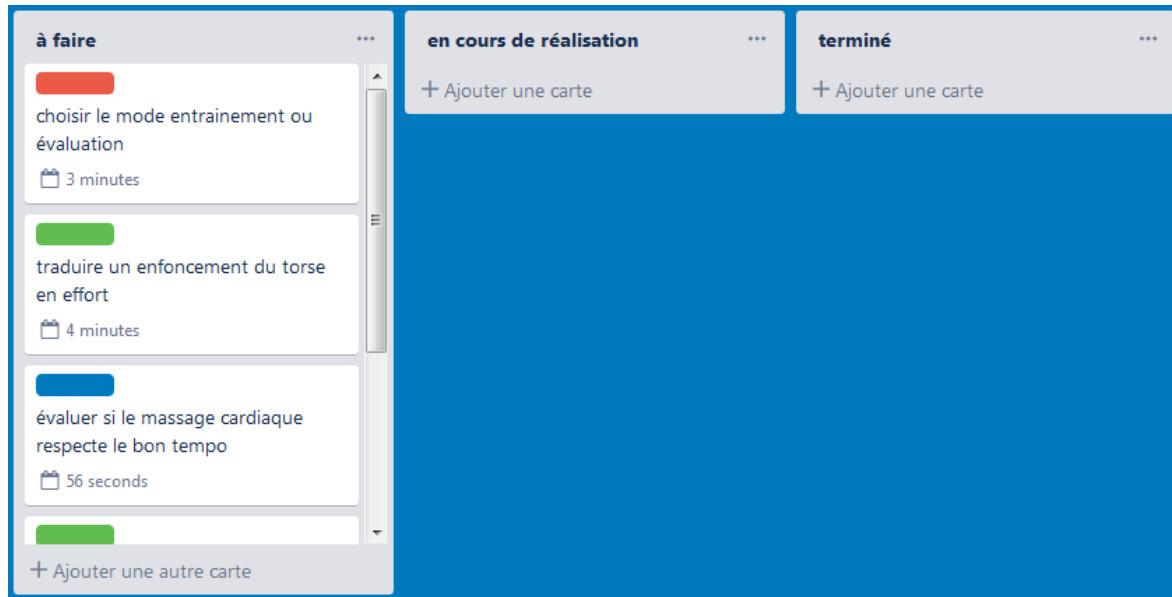 à faire
choisir le mode entrainement ou
évaluation
3 minutes
traduire un enfoncement du torse
en effort
4 minutes
évaluer si le massage cardiaque
respecte le bon tempo
56 seconds
+ Ajouter une autre carte
en cours de réalisation
+ Ajouter une carte
terminé
+ Ajouter une carte